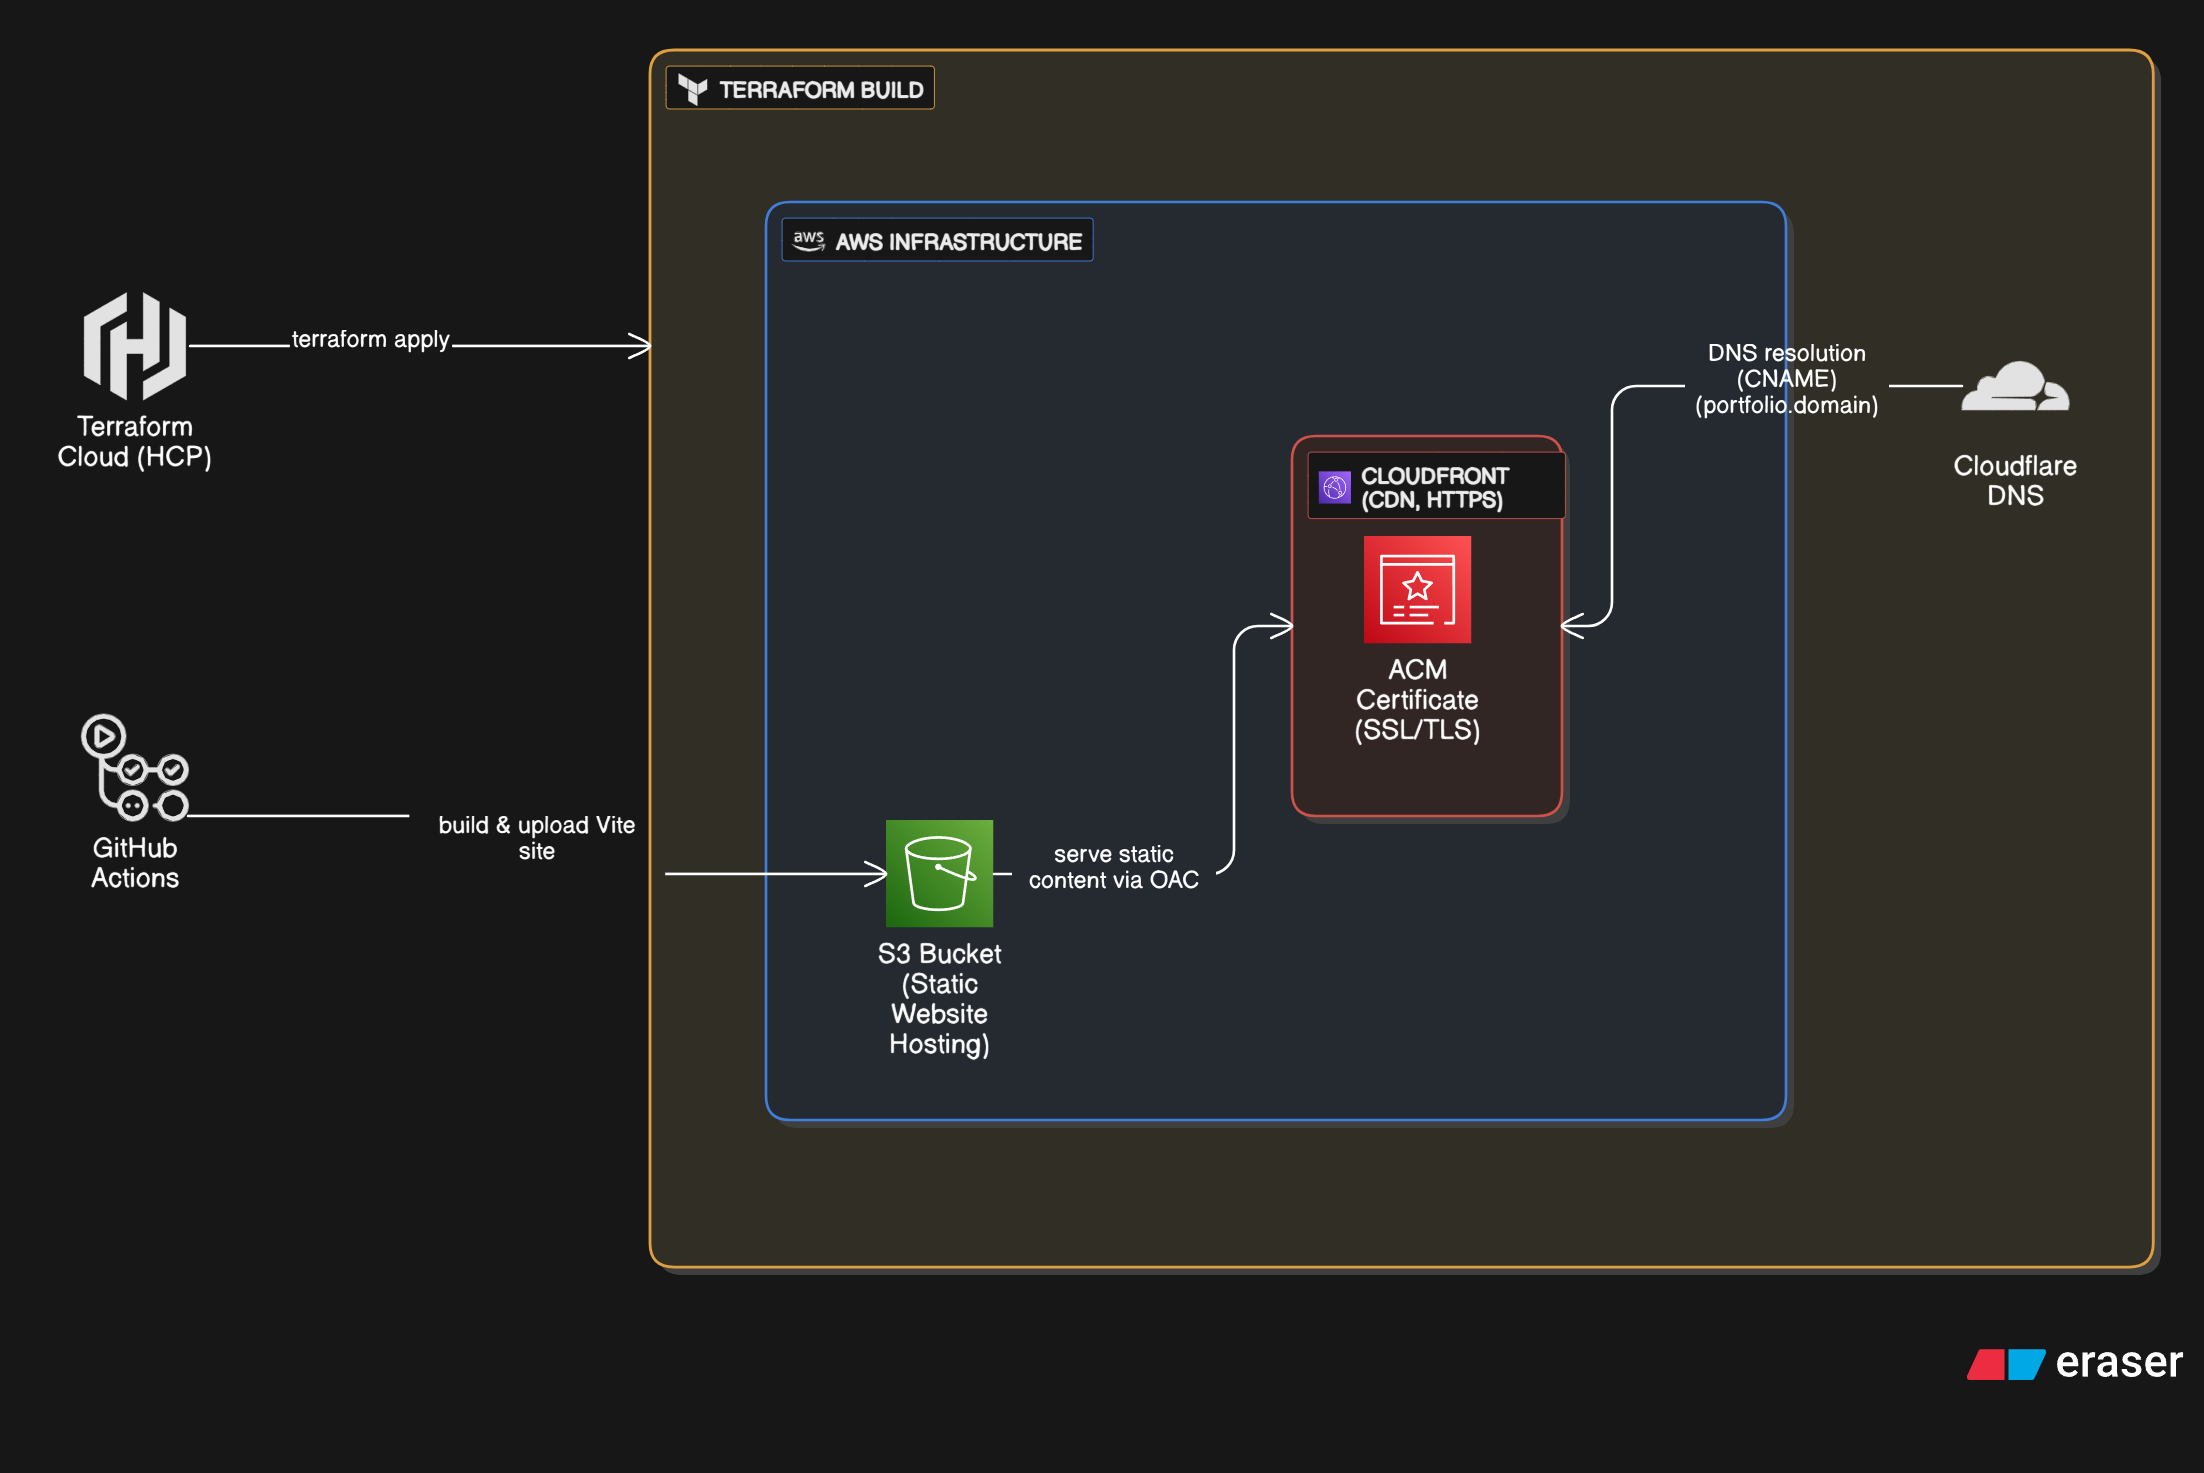 TERRAFORM BUILD
aws
AWS INFRASTRUCTURE
terraform apply
Terraform
Cloud (HCP)
DNS resolution
(CNAME)
(portfolio.domain)
Cloudflare
DNS
CLOUDFRONT
(CDN, HTTPS)
ACM
Certificate
(SSL/TLS)
GitHub
Actions
build & upload Vite
site
serve static
content via OAC
S3 Bucket
(Static
Website
Hosting)
eraser